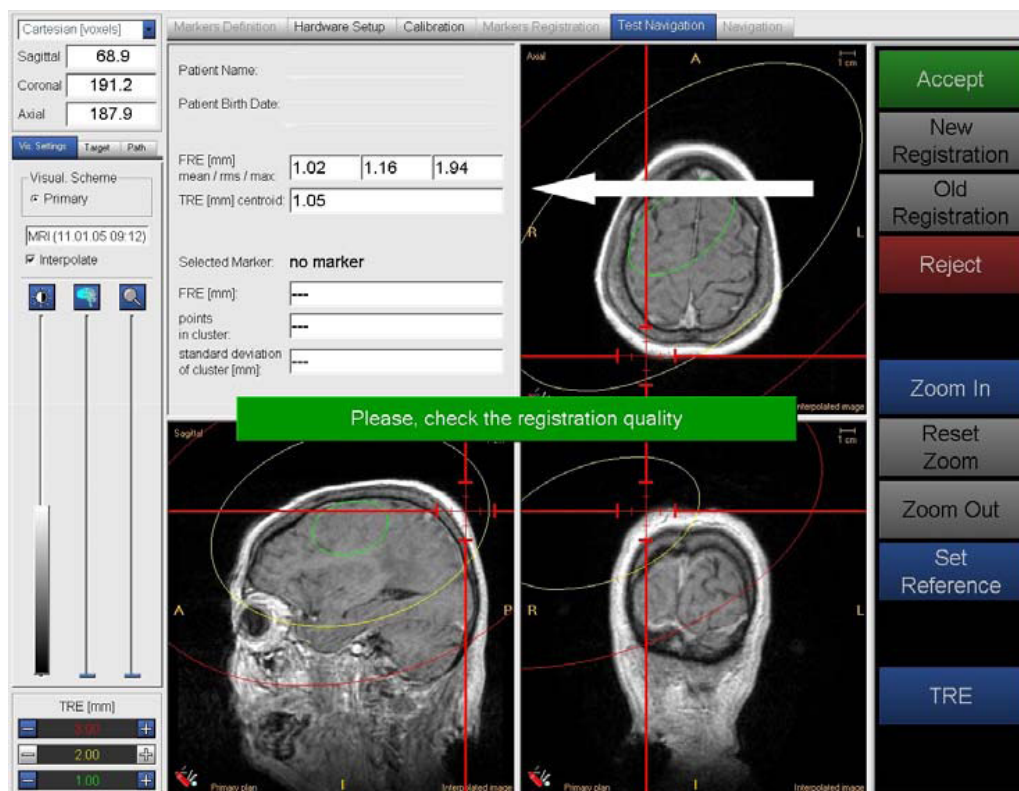 Cartesian [voxels]
Sagittal 68.9
Coronal 191.2
Axial 187.9
Vis. Settings Target Path
Visual. Scheme
Primary
MRI (11.01.05 09:12)
Interpolate
TRE [mm]
3.00
2.00
1.00
Markers Definition Hardware Setup Calibration Markers Registration Test Navigation Navigation
Patient Name:
Patient Birth Date:
FRE [mm]
mean / rms / max: 1.02 1.16 1.94
TRE [mm] centroid: 1.05
Selected Marker: no marker
FRE [mm]: ---
points
in cluster: ---
standard deviation
of cluster [mm]: ---
Axial A 1 cm
R L
Interpolated image
Please, check the registration quality
Sagittal
A P
Primary plan I Interpolated image
1 cm
R L
Primary plan I Interpolated image
Accept
New
Registration
Old
Registration
Reject
Zoom In
Reset
Zoom
Zoom Out
Set
Reference
TRE